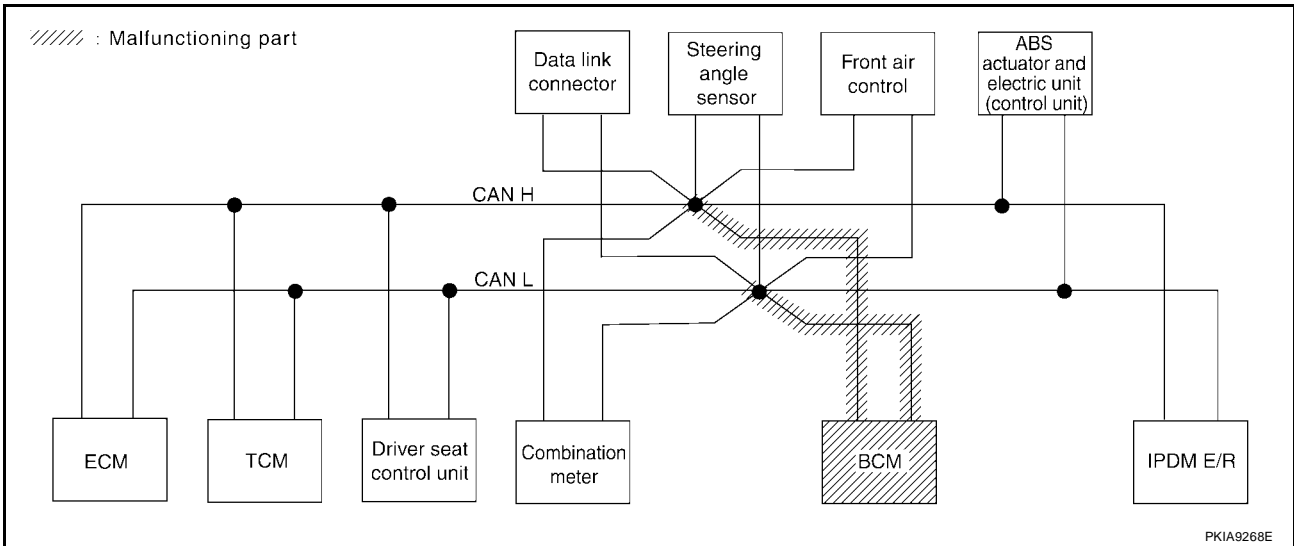 : Malfunctioning part
Data link
connector
Steering
angle
sensor
Front air
control
ABS
actuator and
electric unit
(control unit)
CAN H
CAN L
ECM
TCM
Driver seat
control unit
Combination
meter
BCM
IPDM E/R
PKIA9268E